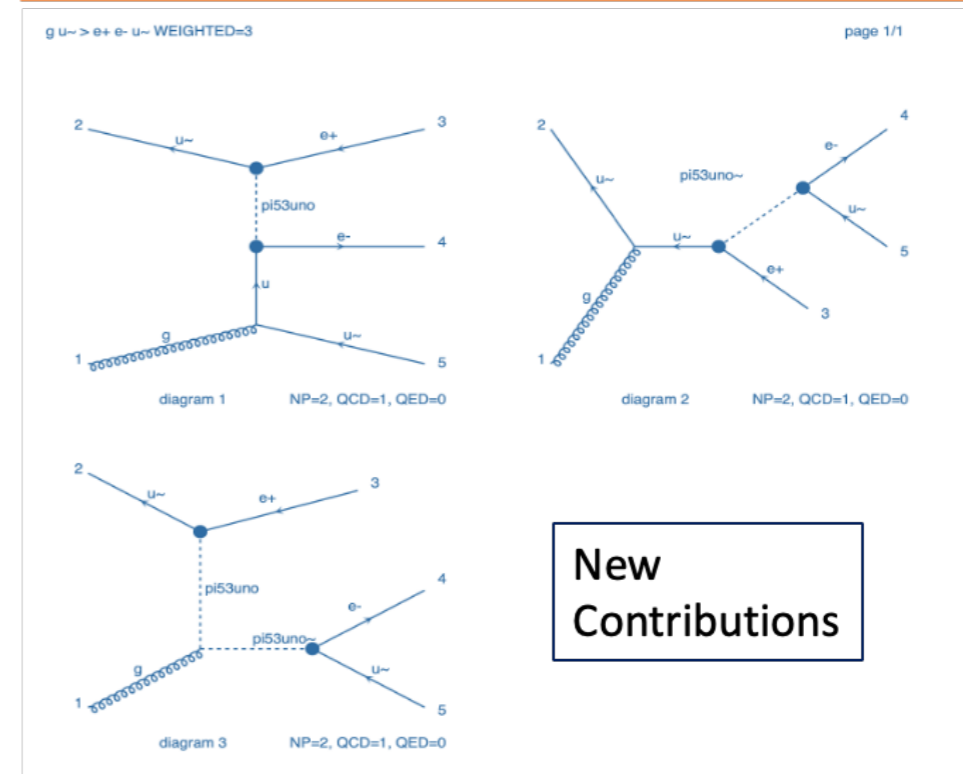 g u~ > e+ e- u~ WEIGHTED=3
page 1/1
2
u~
e+
3
pi53uno
e-
4
u
g
u~
1
5
diagram 1
NP=2, QCD=1, QED=0
2
4
e-
u~
pi53uno~
u~
u~
5
e+
g
3
1
diagram 2
NP=2, QCD=1, QED=0
2
u~
e+
3
pi53uno
4
e-
pi53uno~
g
u~
1
5
diagram 3
NP=2, QCD=1, QED=0
New
Contributions